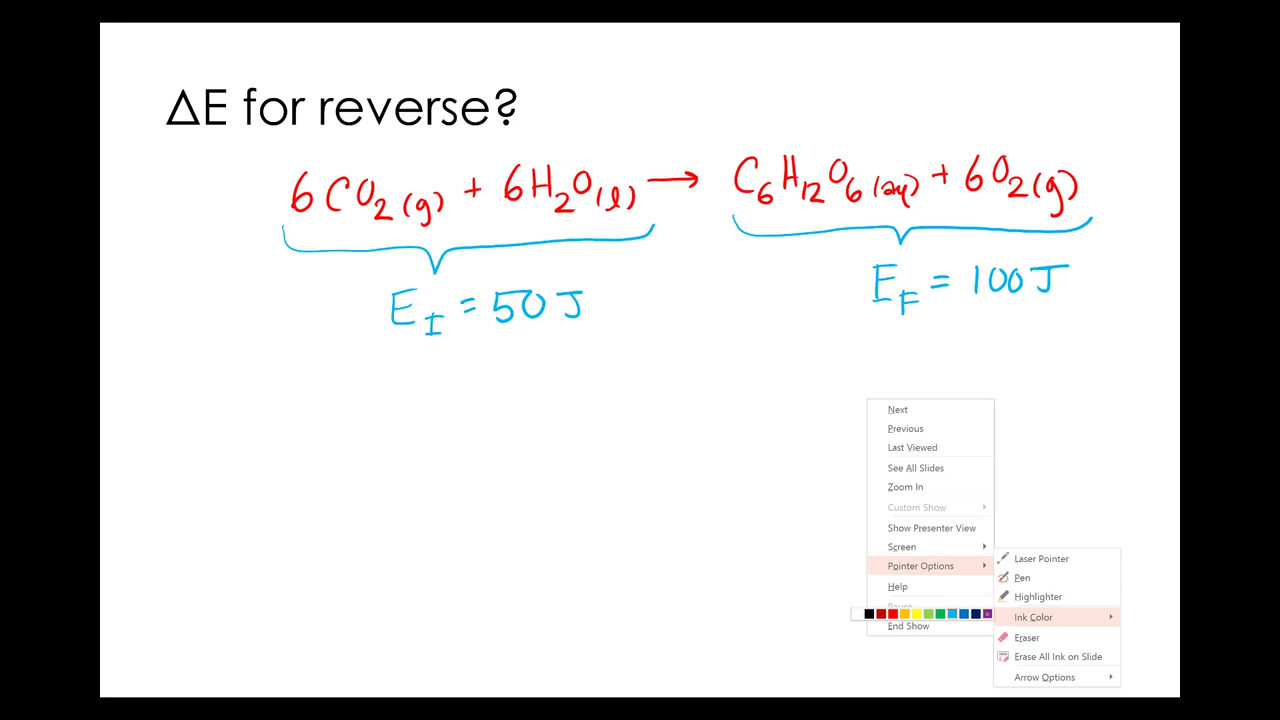 ΔE for reverse?
6CO₂(g) + 6H₂O(l) → C₆H₁₂O₆(aq) + 6O₂(g)
E_I = 50 J
E_F = 100 J
Next
Previous
Last Viewed
See All Slides
Zoom In
Custom Show
Show Presenter View
Screen
Pointer Options
Help
End Show
Laser Pointer
Pen
Highlighter
Ink Color
Eraser
Erase All Ink on Slide
Arrow Options